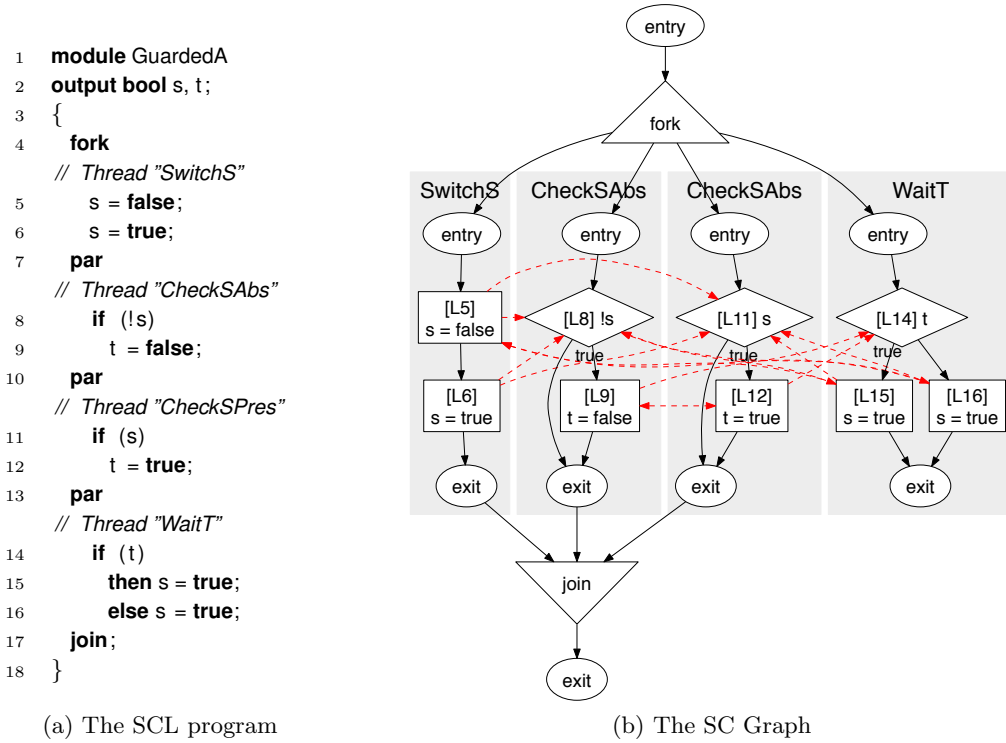 1 module GuardedA
2 output bool s, t;
3 {
4 fork
// Thread "SwitchS"
5 s = false;
6 s = true;
7 par
// Thread "CheckSAbs"
8 if (!s)
9 t = false;
10 par
// Thread "CheckSPres"
11 if (s)
12 t = true;
13 par
// Thread "WaitT"
14 if (t)
15 then s = true;
16 else s = true;
17 join;
18 }
(a) The SCL program
entry
fork
SwitchS CheckSAbs CheckSAbs WaitT
entry entry entry entry
[L5]
s = false
[L8] !s
[L11] s
[L14] t
true true true
[L6]
s = true
[L9]
t = false
[L12]
t = true
[L15]
s = true
[L16]
s = true
exit exit exit exit
join
exit
(b) The SC Graph